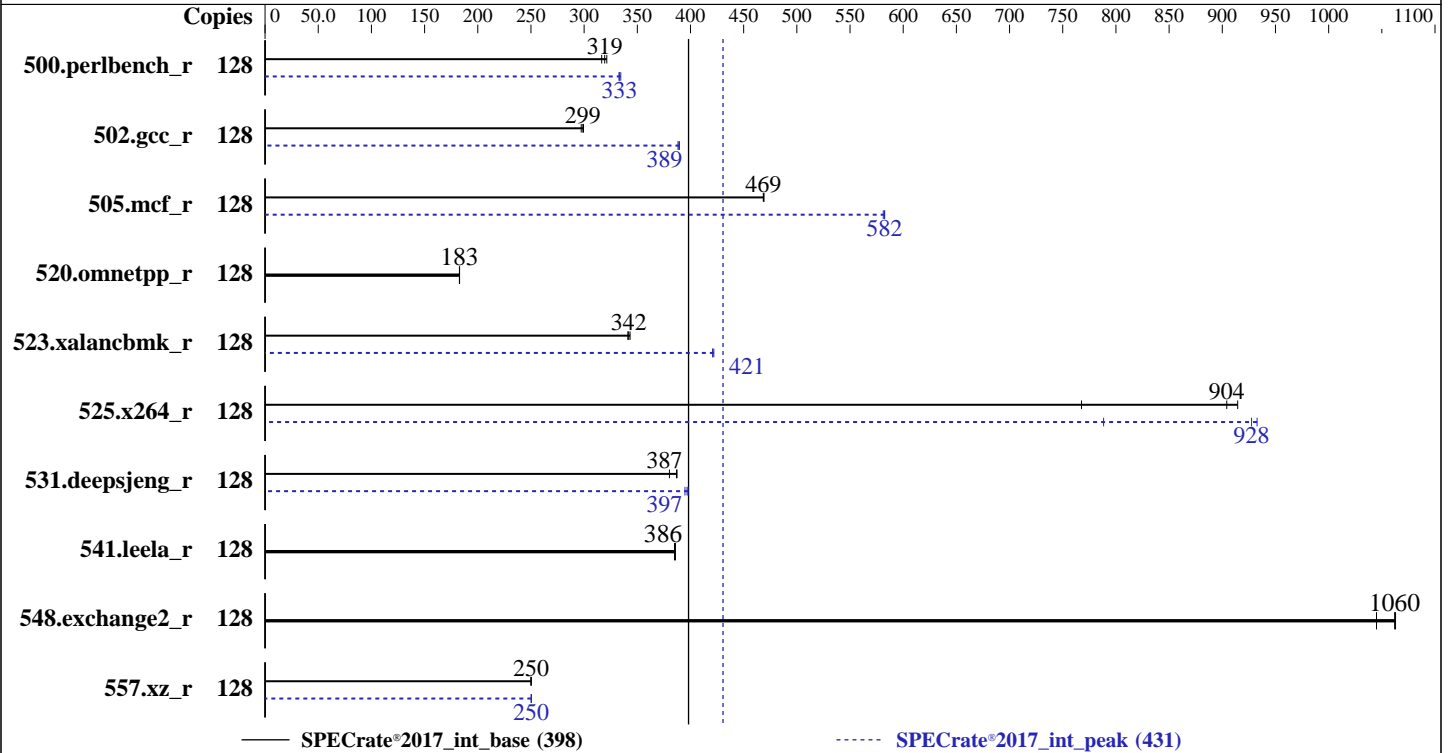 Copies 0 50.0 100 150 200 250 300 350 400 450 500 550 600 650 700 750 800 850 900 950 1000 1100
319
500.perlbench_r 128
333
299
502.gcc_r 128
389
469
505.mcf_r 128
582
183
520.omnetpp_r 128
342
523.xalancbmk_r 128
421
904
525.x264_r 128
928
387
531.deepsjeng_r 128
397
386
541.leela_r 128
1060
548.exchange2_r 128
250
557.xz_r 128
250
SPECrate®2017_int_base (398) SPECrate®2017_int_peak (431)